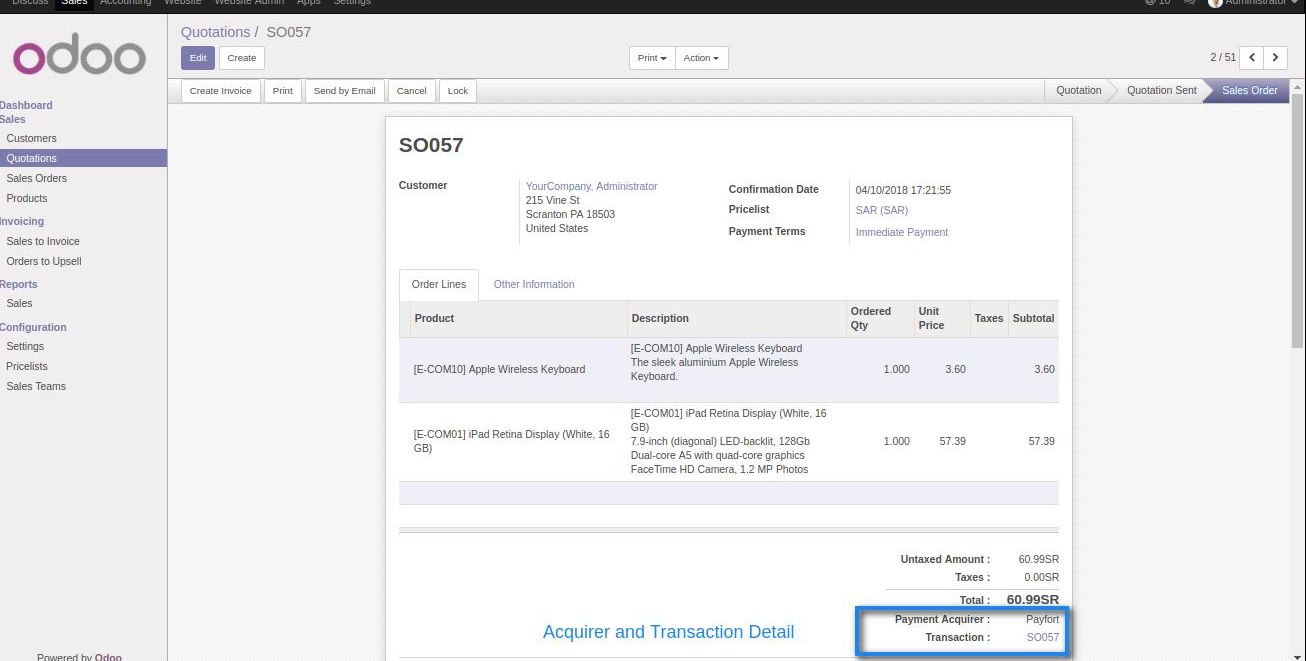 Discuss Sales Accounting Website Website Admin Apps Settings @ 10 Administrator
odoo
Quotations / SO057
Edit Create
Print Action
2 / 51
Create Invoice Print Send by Email Cancel Lock
Quotation Quotation Sent Sales Order
Dashboard
Sales
Customers
Quotations
Sales Orders
Products
Invoicing
Sales to Invoice
Orders to Upsell
Reports
Sales
Configuration
Settings
Pricelists
Sales Teams
Powered by Odoo
SO057
Customer
YourCompany, Administrator
215 Vine St
Scranton PA 18503
United States
Confirmation Date 04/10/2018 17:21:55
Pricelist SAR (SAR)
Payment Terms Immediate Payment
Order Lines Other Information
Product Description Ordered Qty Unit Price Taxes Subtotal
[E-COM10] Apple Wireless Keyboard
[E-COM10] Apple Wireless Keyboard
The sleek aluminium Apple Wireless
Keyboard.
1.000 3.60 3.60
[E-COM01] iPad Retina Display (White, 16
GB)
[E-COM01] iPad Retina Display (White, 16
GB)
7.9-inch (diagonal) LED-backlit, 128Gb
Dual-core A5 with quad-core graphics
FaceTime HD Camera, 1.2 MP Photos
1.000 57.39 57.39
Untaxed Amount : 60.99SR
Taxes : 0.00SR
Total : 60.99SR
Acquirer and Transaction Detail
Payment Acquirer : Payfort
Transaction : SO057